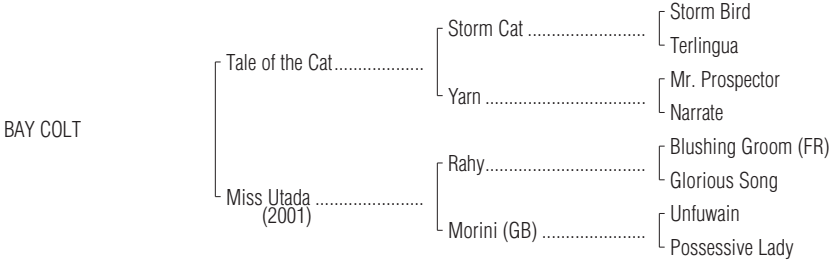 Storm Bird
Storm Cat ..........................
Terlingua
Tale of the Cat....................
Mr. Prospector
Yarn ...................................
Narrate
BAY COLT
Blushing Groom (FR)
Rahy...................................
Glorious Song
Miss Utada ........................
(2001)
Unfuwain
Morini (GB) .......................
Possessive Lady